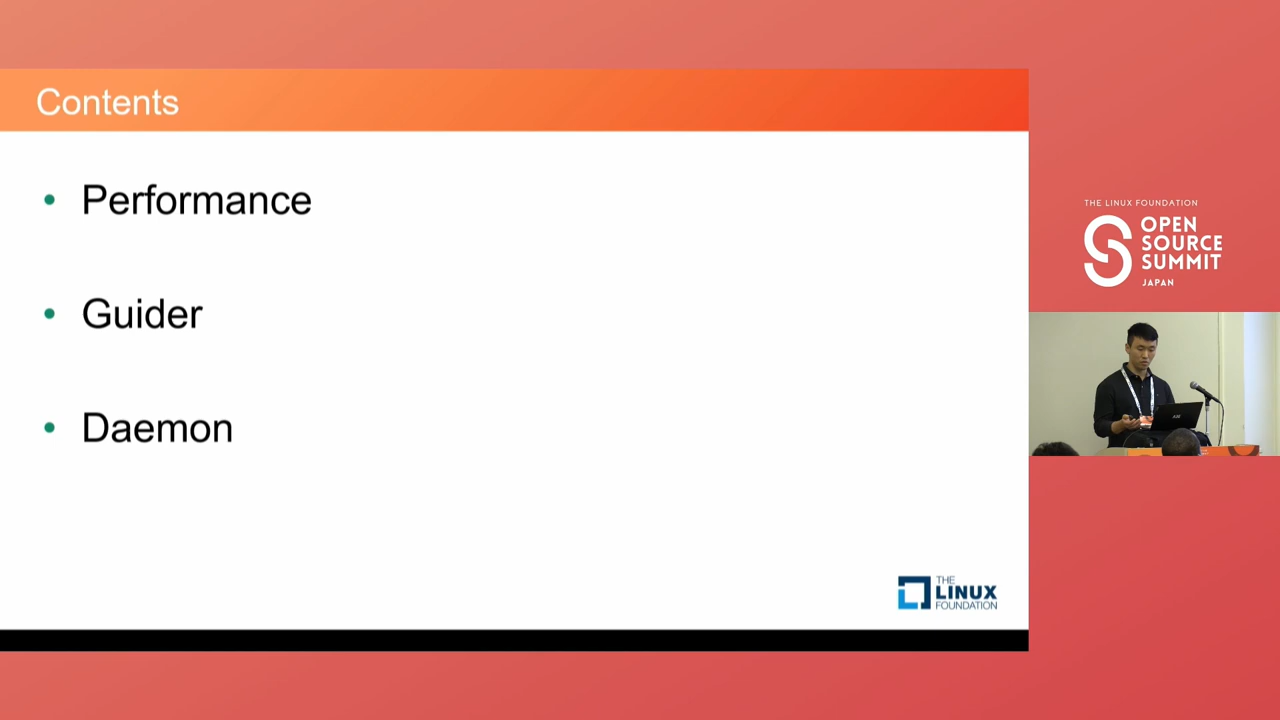 Contents
• Performance
• Guider
• Daemon
THE
LINUX
FOUNDATION
THE LINUX FOUNDATION
OPEN
SOURCE
SUMMIT
JAPAN